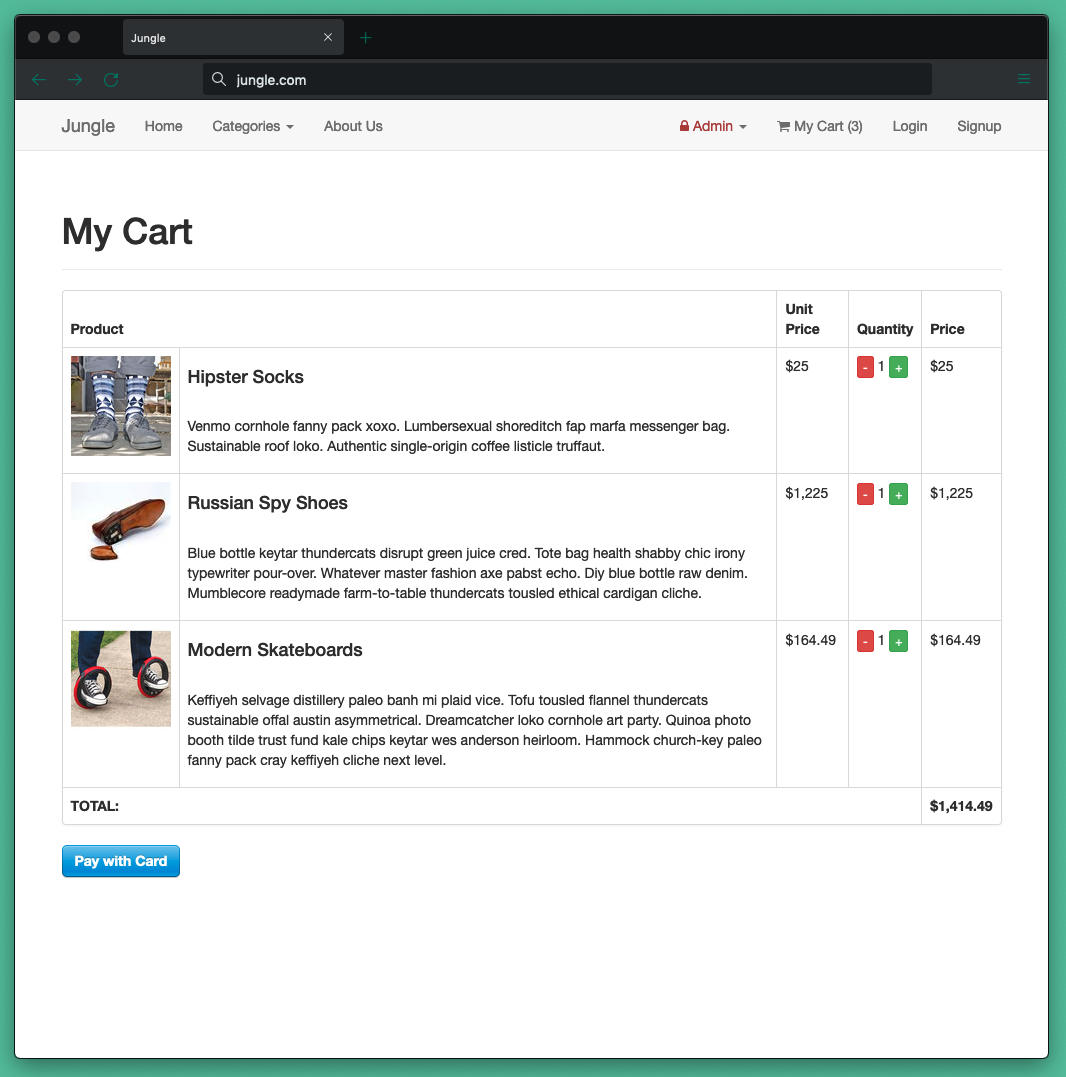 Jungle
jungle.com
Jungle Home Categories About Us Admin My Cart (3) Login Signup
My Cart
Product Unit Price Quantity Price
Hipster Socks $25 - 1 + $25
Venmo cornhole fanny pack xoxo. Lumbersexual shoreditch fap marfa messenger bag.
Sustainable roof loko. Authentic single-origin coffee listicle truffaut.
Russian Spy Shoes $1,225 - 1 + $1,225
Blue bottle keytar thundercats disrupt green juice cred. Tote bag health shabby chic irony
typewriter pour-over. Whatever master fashion axe pabst echo. Diy blue bottle raw denim.
Mumblecore readymade farm-to-table thundercats tousled ethical cardigan cliche.
Modern Skateboards $164.49 - 1 + $164.49
Keffiyeh selvage distillery paleo banh mi plaid vice. Tofu tousled flannel thundercats
sustainable offal austin asymmetrical. Dreamcatcher loko cornhole art party. Quinoa photo
booth tilde trust fund kale chips keytar wes anderson heirloom. Hammock church-key paleo
fanny pack cray keffiyeh cliche next level.
TOTAL: $1,414.49
Pay with Card